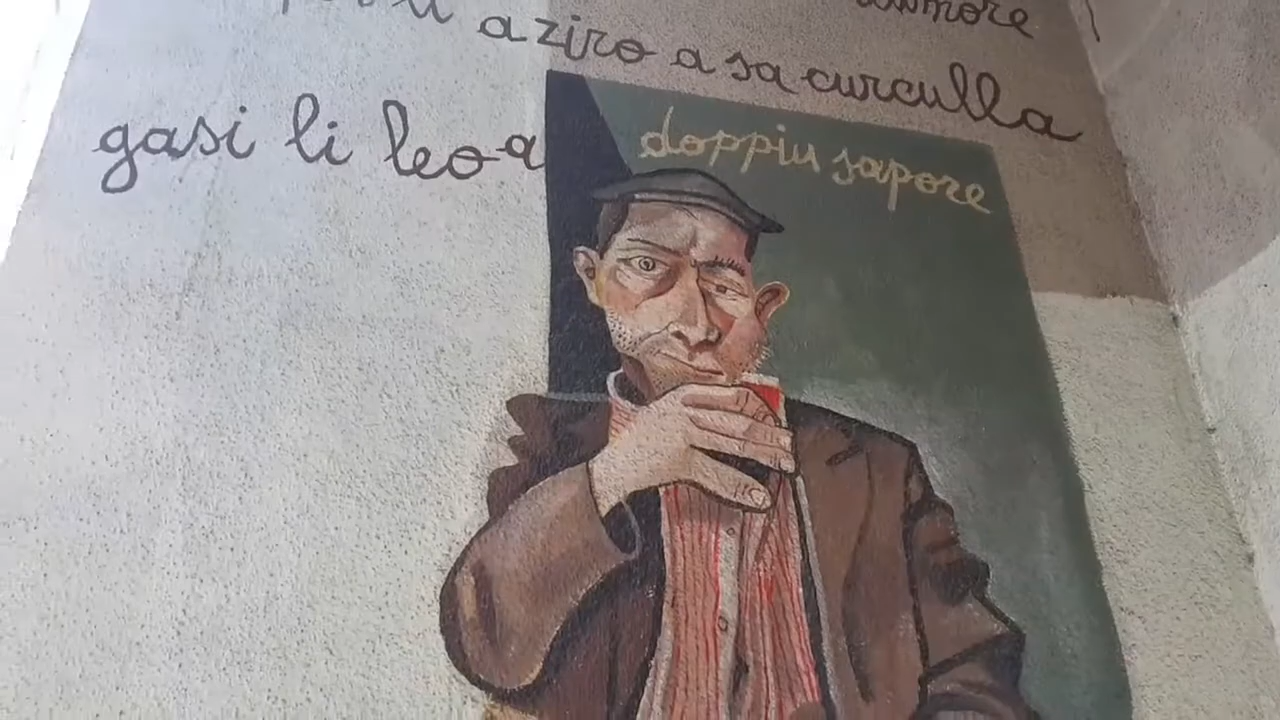 a ziro a sa curculla
gasi li leo a
doppiu sapore